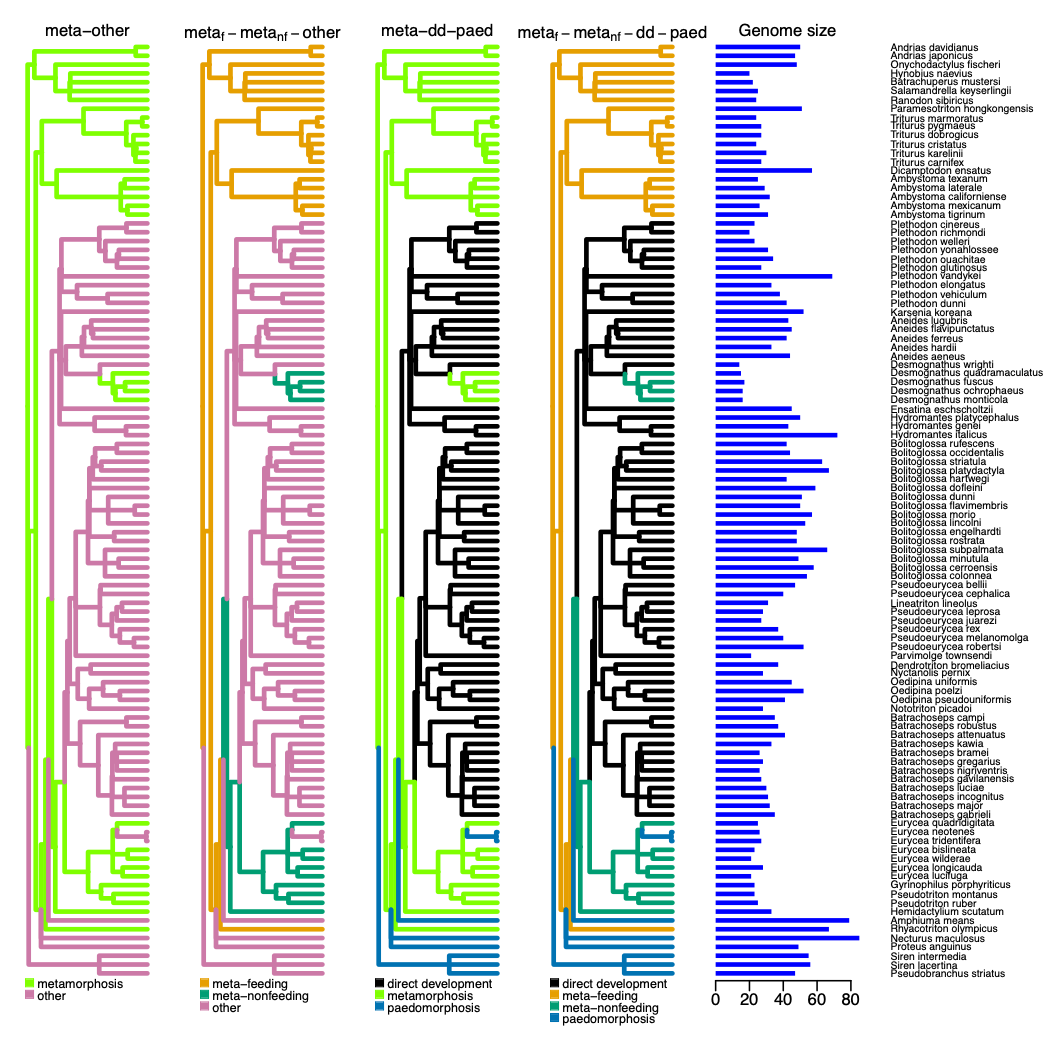 meta−other
metaf−metanf−other
meta-dd-paed
metaf−metanf−dd−paed
Genome size
Andrias davidianus
Andrias japonicus
Onychodactylus fischeri
Hynobius naevius
Batrachuperus mustersi
Salamandrella keyserlingii
Ranodon sibiricus
Paramesotriton hongkongensis
Triturus marmoratus
Triturus pygmaeus
Triturus dobrogicus
Triturus cristatus
Triturus karelinii
Triturus carnifex
Dicamptodon ensatus
Ambystoma texanum
Ambystoma laterale
Ambystoma californiense
Ambystoma mexicanum
Ambystoma tigrinum
Plethodon cinereus
Plethodon richmondi
Plethodon welleri
Plethodon yonahlossee
Plethodon ouachitae
Plethodon glutinosus
Plethodon vandykei
Plethodon elongatus
Plethodon vehiculum
Plethodon dunni
Karsenia koreana
Aneides lugubris
Aneides flavipunctatus
Aneides ferreus
Aneides hardii
Aneides aeneus
Desmognathus wrighti
Desmognathus quadramaculatus
Desmognathus fuscus
Desmognathus ochrophaeus
Desmognathus monticola
Ensatina eschscholtzii
Hydromantes platycephalus
Hydromantes genei
Hydromantes italicus
Bolitoglossa rufescens
Bolitoglossa occidentalis
Bolitoglossa striatula
Bolitoglossa platydactyla
Bolitoglossa hartwegi
Bolitoglossa dofleini
Bolitoglossa dunni
Bolitoglossa flavimembris
Bolitoglossa morio
Bolitoglossa lincolni
Bolitoglossa engelhardti
Bolitoglossa rostrata
Bolitoglossa subpalmata
Bolitoglossa minutula
Bolitoglossa cerroensis
Bolitoglossa colonnea
Pseudoeurycea bellii
Pseudoeurycea cephalica
Lineatriton lineolus
Pseudoeurycea leprosa
Pseudoeurycea juarezi
Pseudoeurycea rex
Pseudoeurycea melanomolga
Pseudoeurycea robertsi
Parvimolge townsendi
Dendrotriton bromeliacius
Nyctanolis pernix
Oedipina uniformis
Oedipina poelzi
Oedipina pseudouniformis
Nototriton picadoi
Batrachoseps campi
Batrachoseps robustus
Batrachoseps attenuatus
Batrachoseps kawia
Batrachoseps bramei
Batrachoseps gregarius
Batrachoseps nigriventris
Batrachoseps gavilanensis
Batrachoseps luciae
Batrachoseps incognitus
Batrachoseps major
Batrachoseps gabrieli
Eurycea quadridigitata
Eurycea neotenes
Eurycea tridentifera
Eurycea bislineata
Eurycea wilderae
Eurycea longicauda
Eurycea lucifuga
Gyrinophilus porphyriticus
Pseudotriton montanus
Pseudotriton ruber
Hemidactylium scutatum
Amphiuma means
Rhyacotriton olympicus
Necturus maculosus
Proteus anguinus
Siren intermedia
Siren lacertina
Pseudobranchus striatus
metamorphosis
other
meta−feeding
meta−nonfeeding
other
direct development
metamorphosis
paedomorphosis
direct development
meta−feeding
meta−nonfeeding
paedomorphosis
0 20 40 60 80